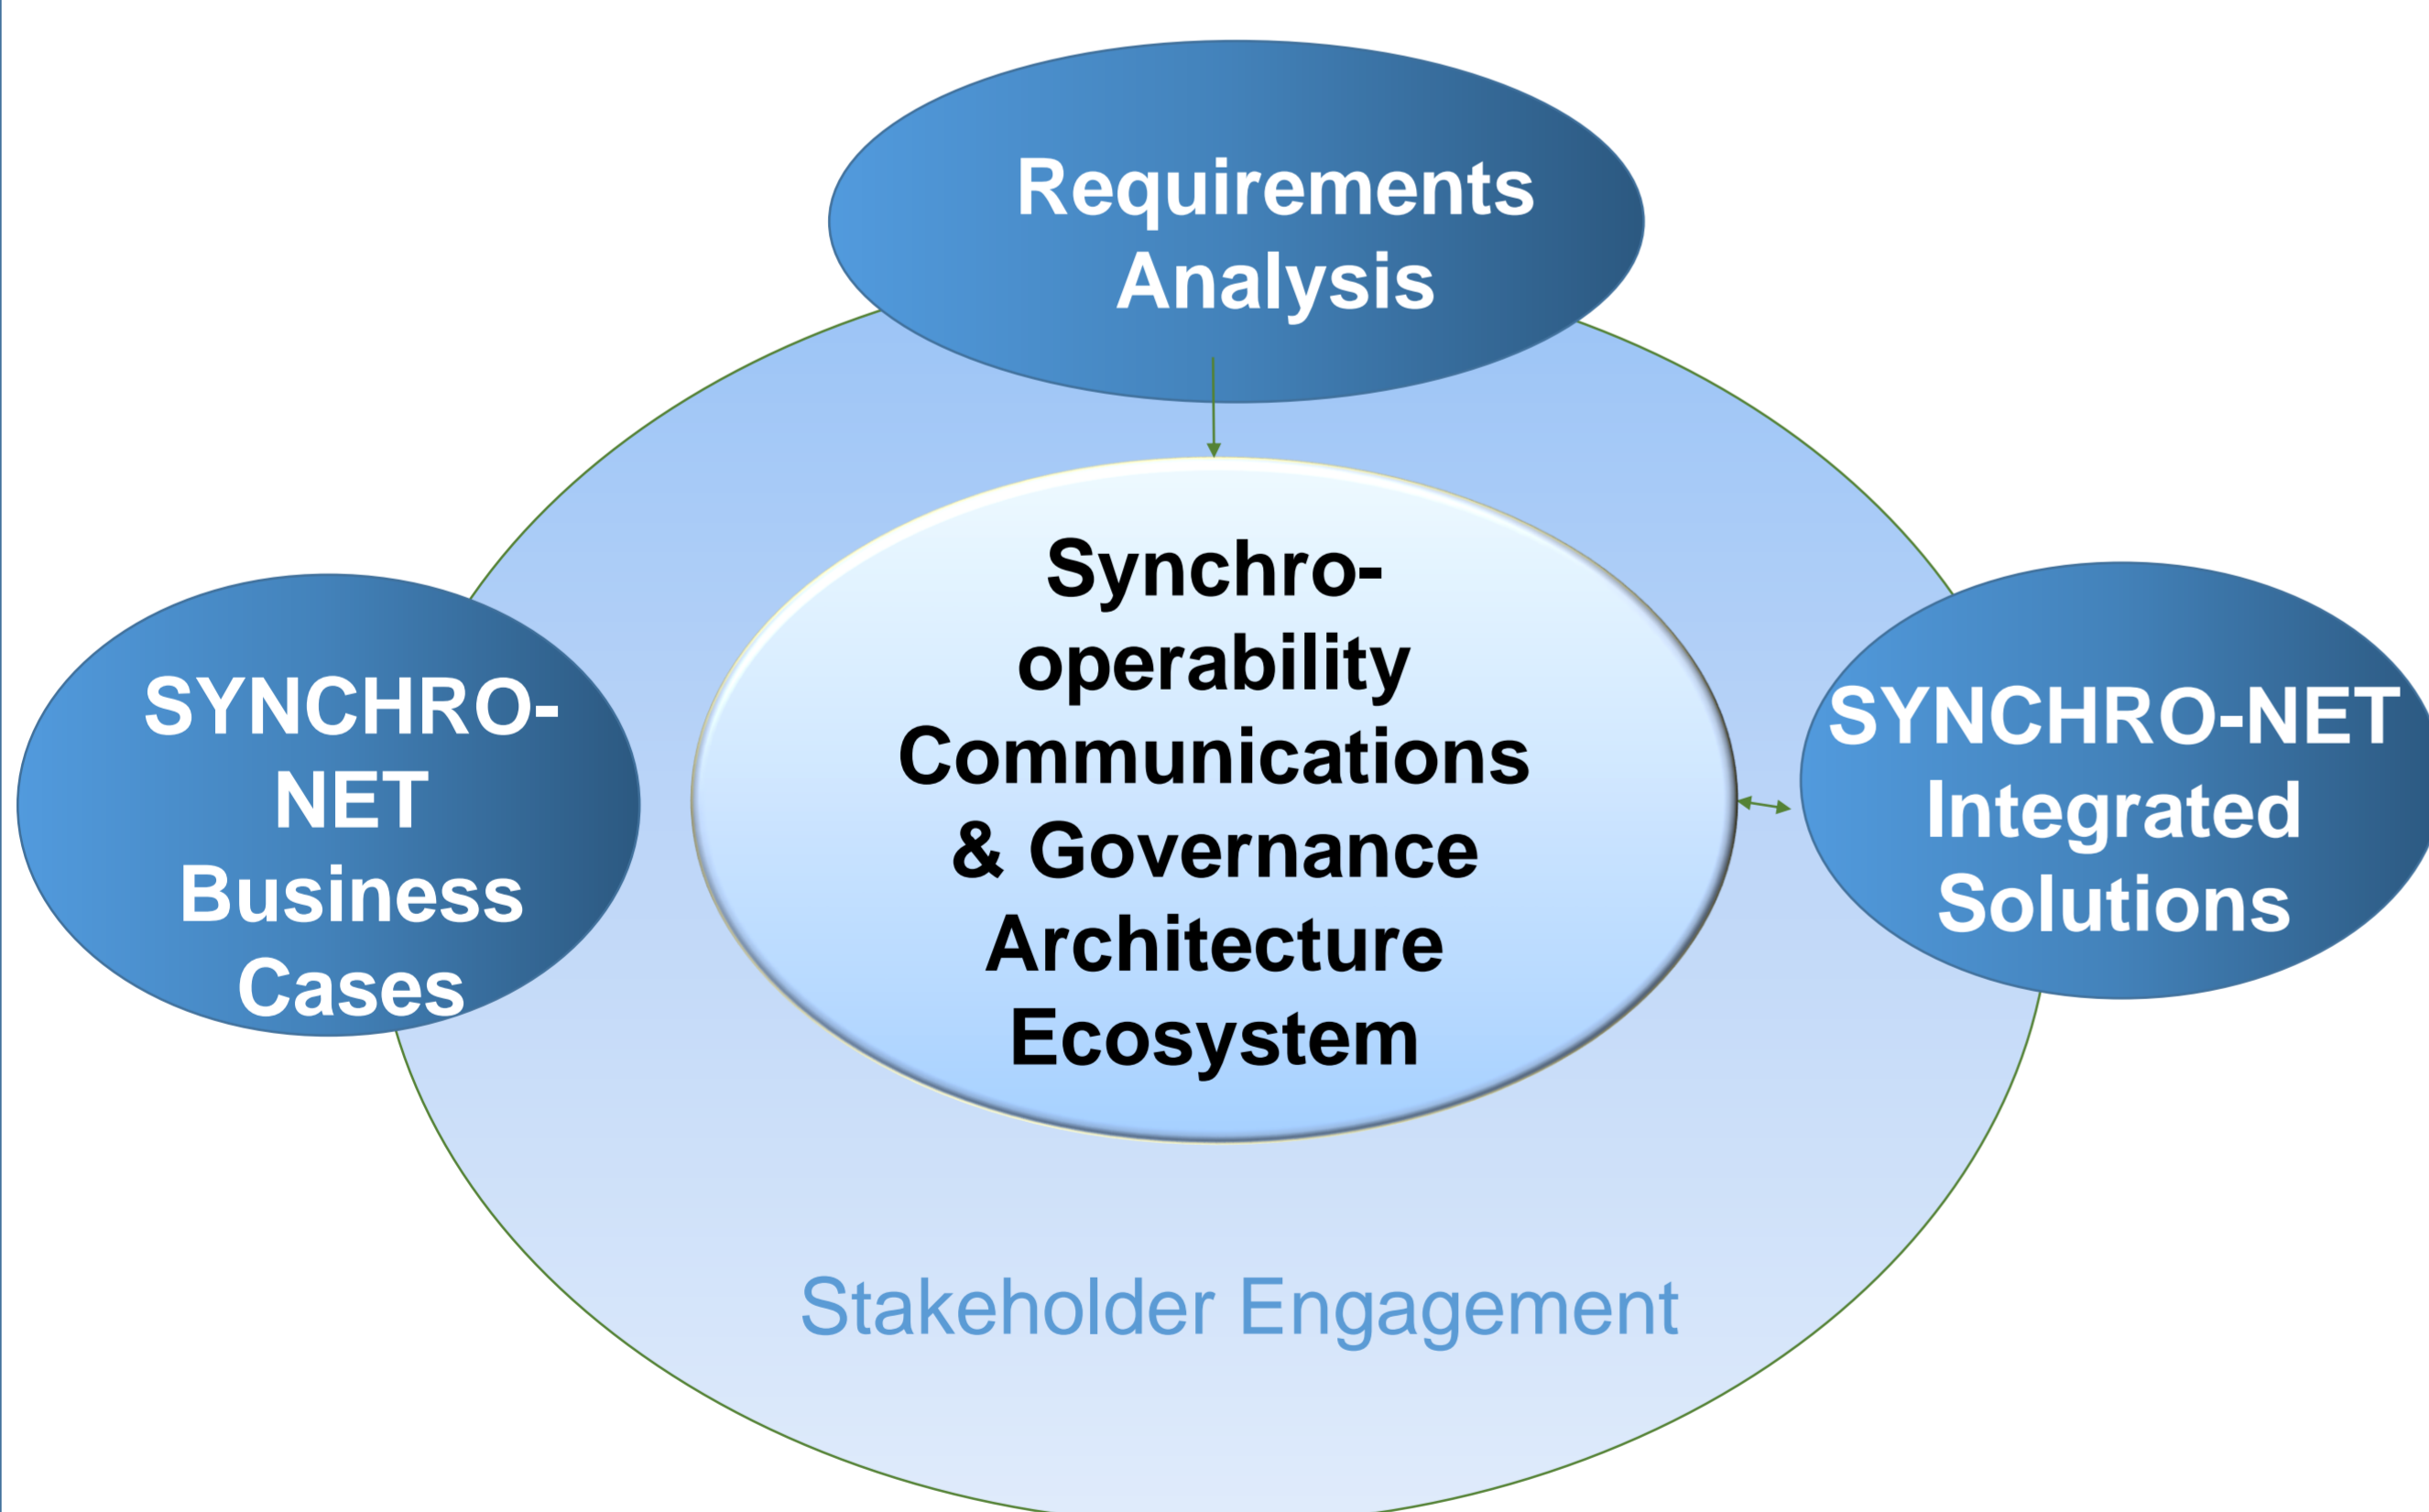 Requirements
Analysis
Synchro-
operability
Communications
& Governance
Architecture
Ecosystem
SYNCHRO-
NET
Business
Cases
SYNCHRO-NET
Integrated
Solutions
Stakeholder Engagement